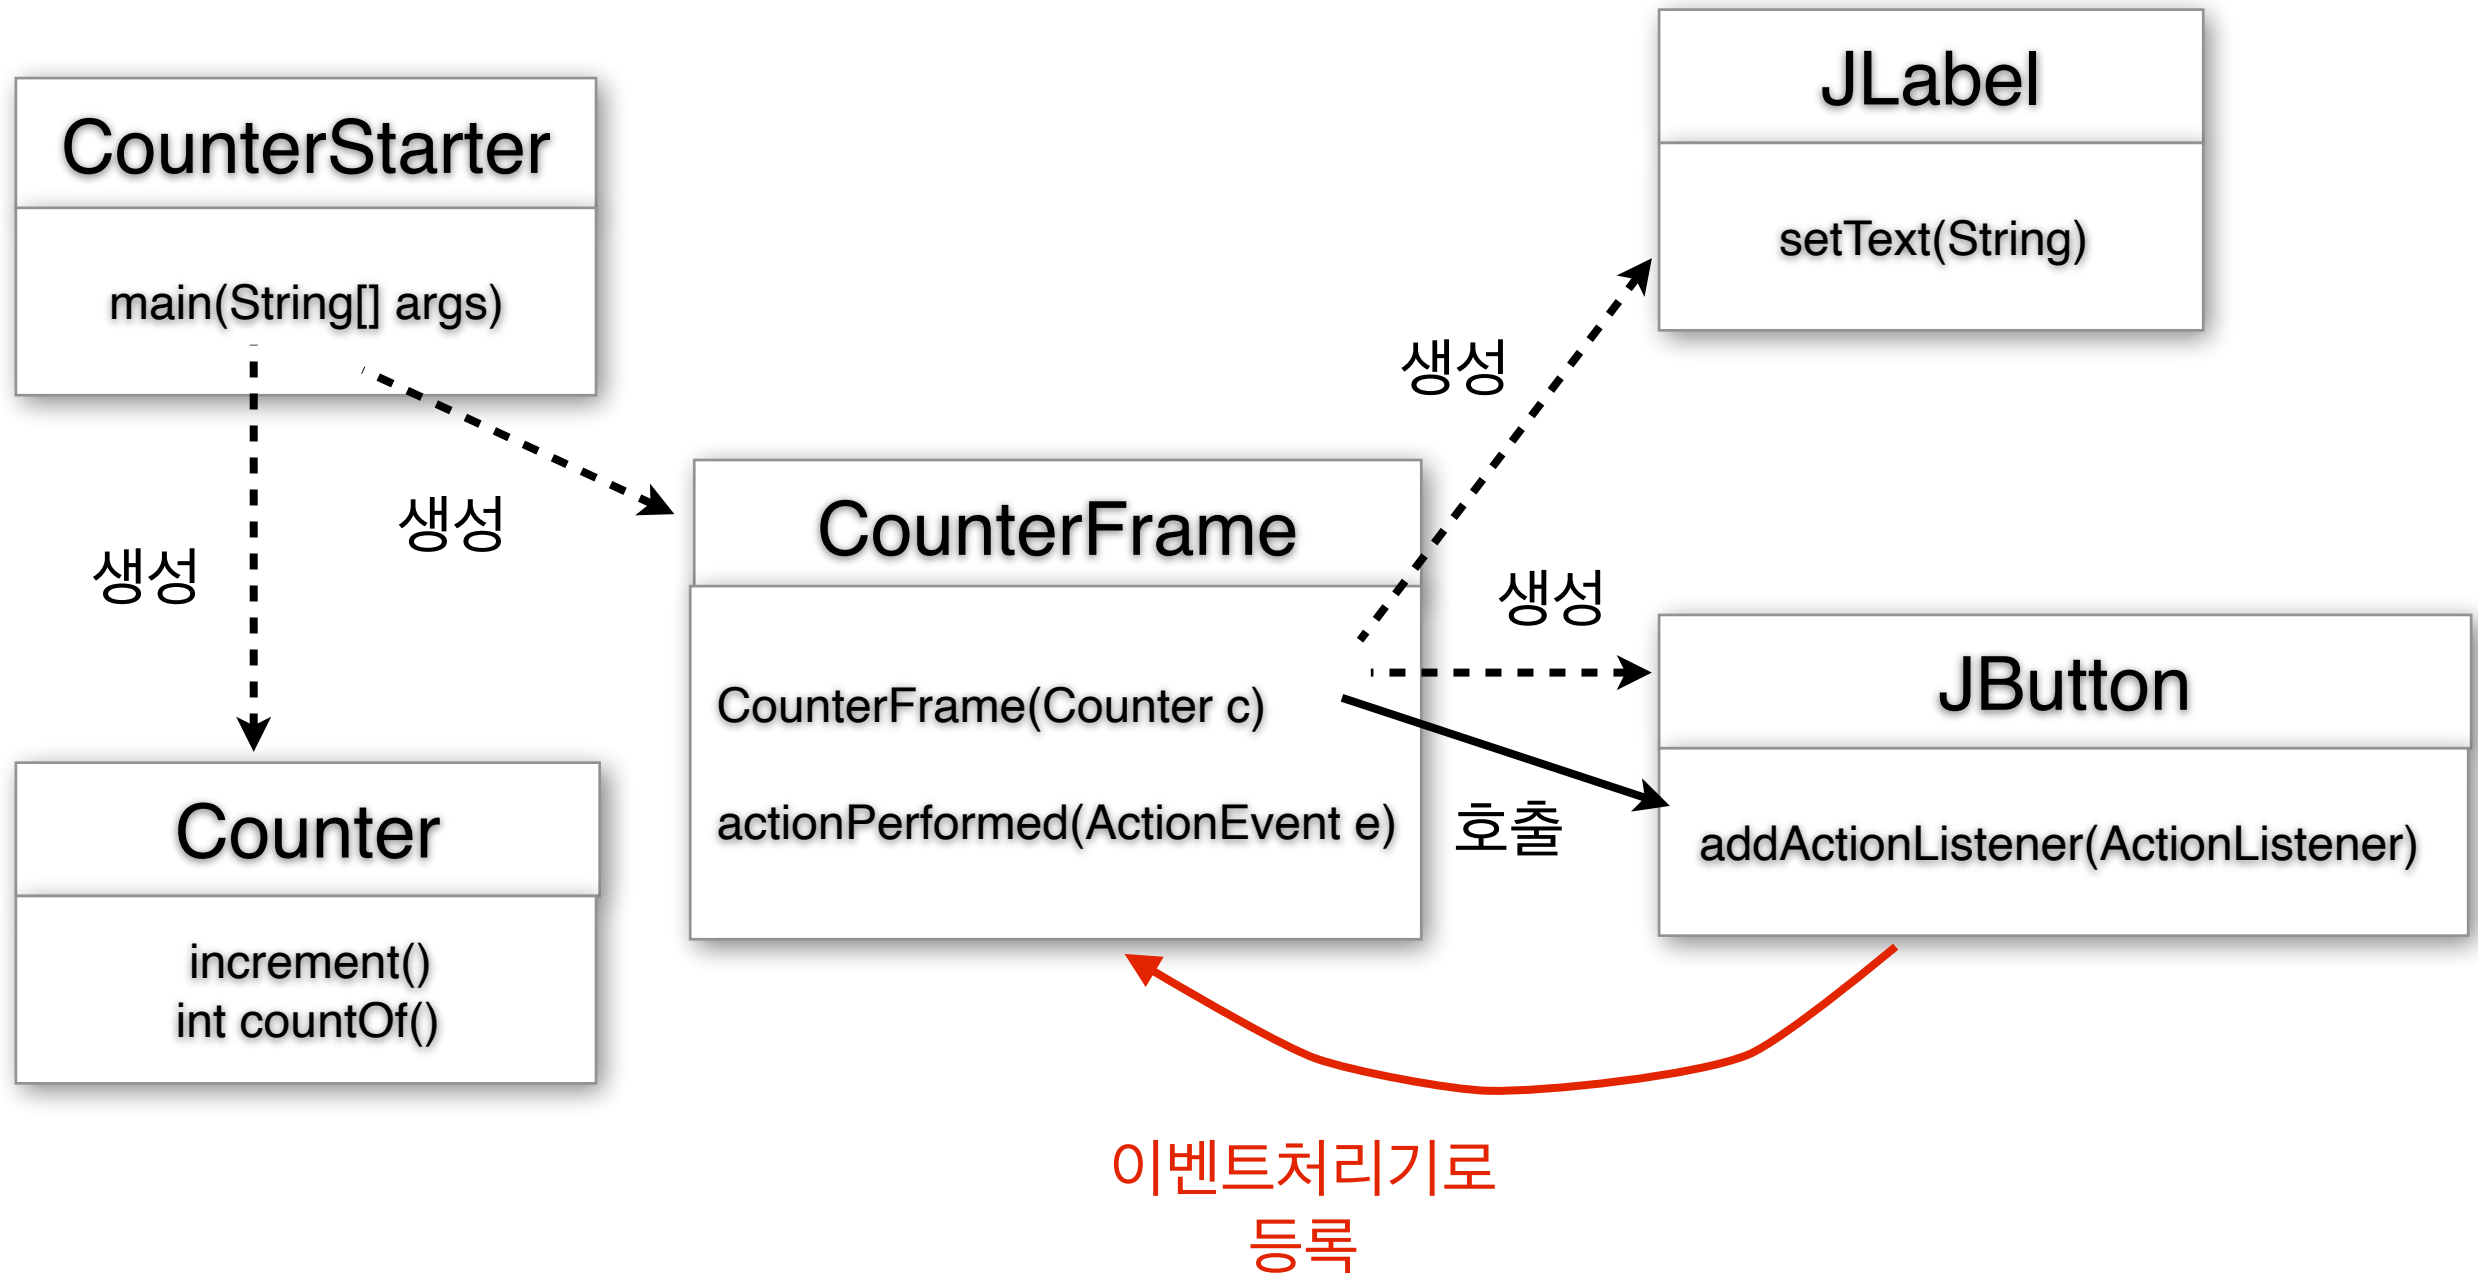 CounterStarter
main(String[] args)
생성
생성
Counter
increment()
int countOf()
CounterFrame
CounterFrame(Counter c)
actionPerformed(ActionEvent e)
생성
JLabel
setText(String)
생성
호출
JButton
addActionListener(ActionListener)
이벤트처리기로
등록